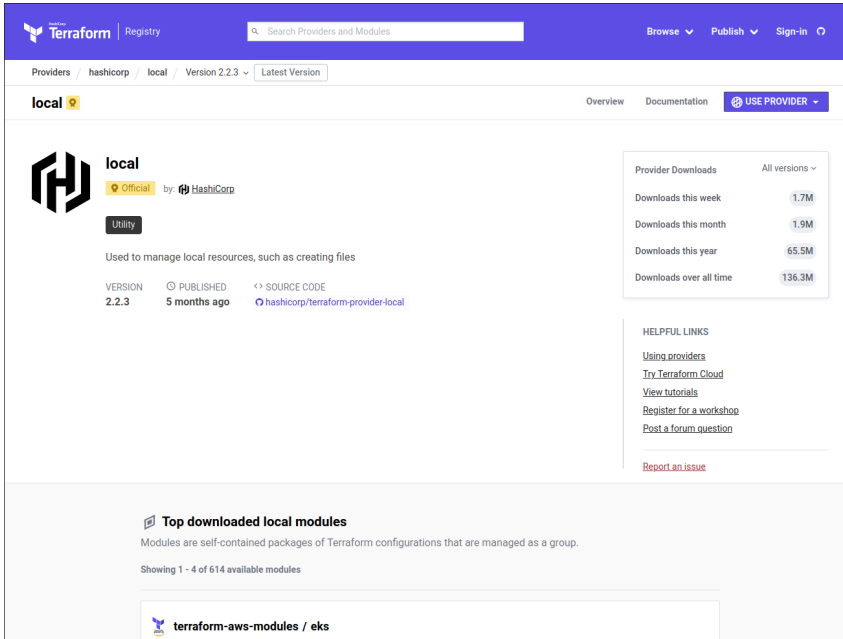 HashiCorp
Terraform Registry
Search Providers and Modules
Browse Publish Sign-in
Providers / hashicorp / local / Version 2.2.3 Latest Version
local
Overview Documentation USE PROVIDER
local
Official by: HashiCorp
Utility
Used to manage local resources, such as creating files
VERSION PUBLISHED <> SOURCE CODE
2.2.3 5 months ago hashicorp/terraform-provider-local
Provider Downloads All versions
Downloads this week 1.7M
Downloads this month 1.9M
Downloads this year 65.5M
Downloads over all time 136.3M
HELPFUL LINKS
Using providers
Try Terraform Cloud
View tutorials
Register for a workshop
Post a forum question
Report an issue
Top downloaded local modules
Modules are self-contained packages of Terraform configurations that are managed as a group.
Showing 1 - 4 of 614 available modules
terraform-aws-modules / eks